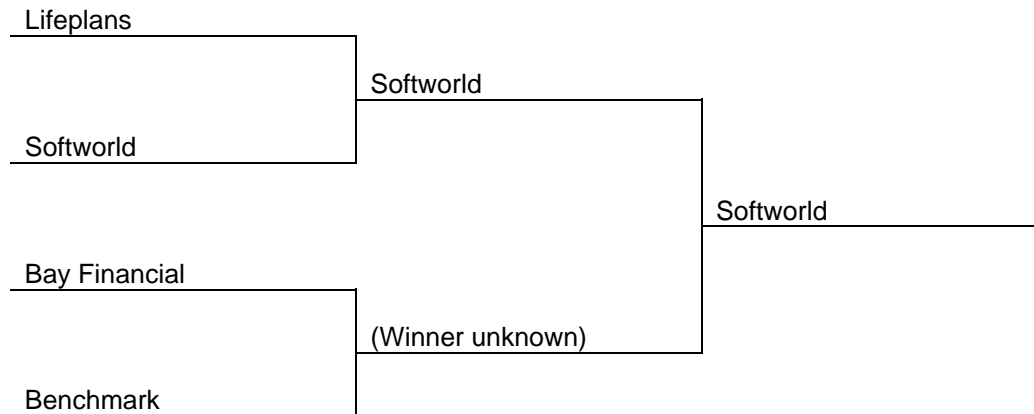 Lifeplans
Softworld
Softworld
Softworld
Bay Financial
(Winner unknown)
Benchmark